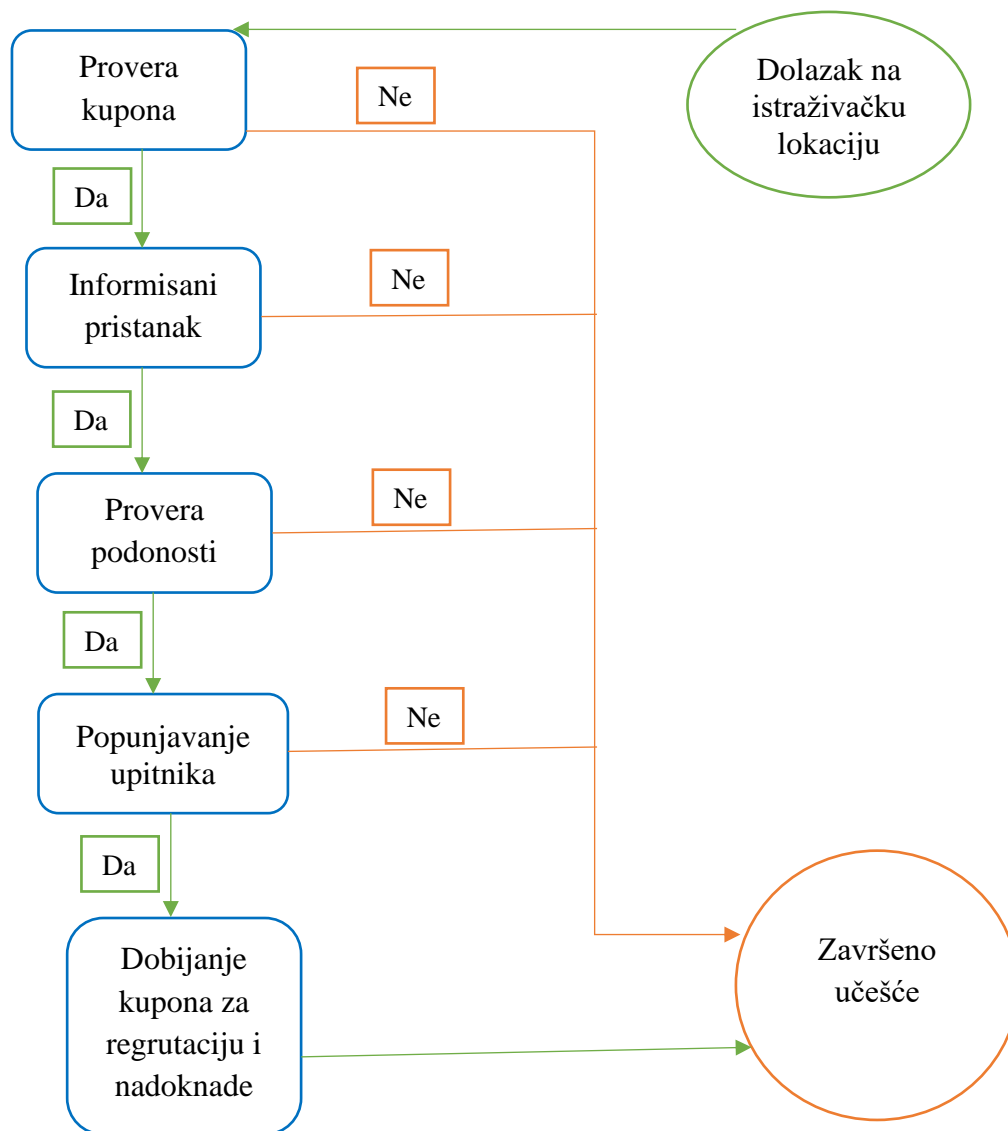 Dolazak na
istraživačku
lokaciju
Provera
kupona
Ne
Da
Informisani
pristanak
Ne
Da
Provera
podonosti
Ne
Da
Popunjavanje
upitnika
Ne
Da
Dobijanje
kupona za
regrutaciju i
nadoknade
Završeno
učešće